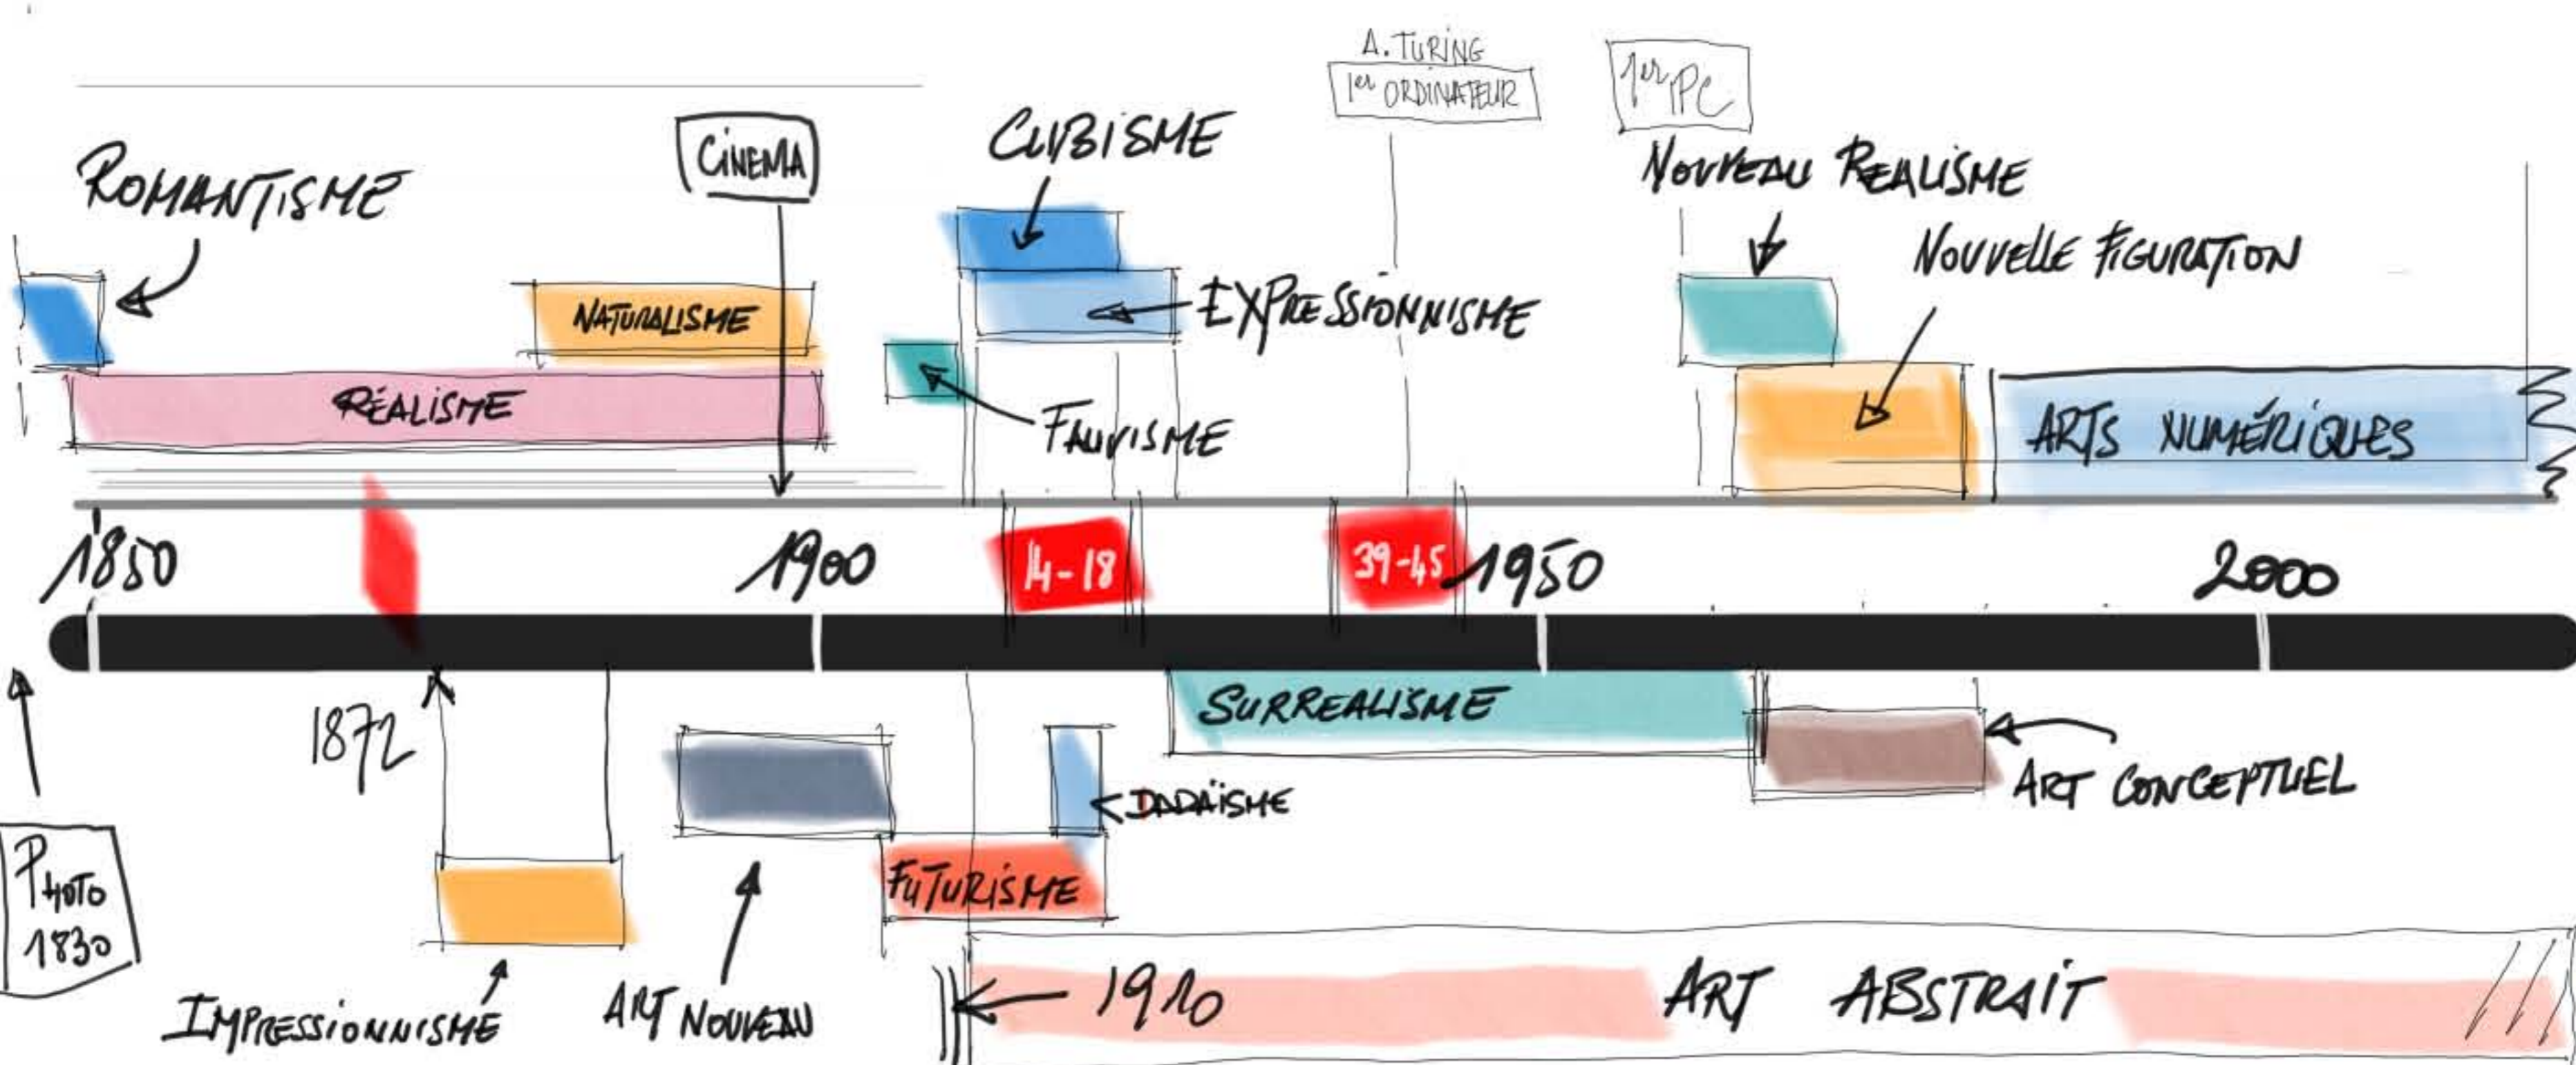 A. TURING
1er ORDINATEUR
1er PC
CINEMA
CUBISME
ROMANTISME
NOUVEAU REALISME
NOUVELLE FIGURATION
NATURALISME
EXPRESSIONNISME
RÉALISME
FAUVISME
ARTS NUMÉRIQUES
1850
1900
14-18
39-45
1950
2000
1872
SURREALISME
DADAÏSME
ART CONCEPTUEL
PHOTO
1830
FUTURISME
IMPRESSIONNISME
ART NOUVEAU
1910
ART ABSTRAIT